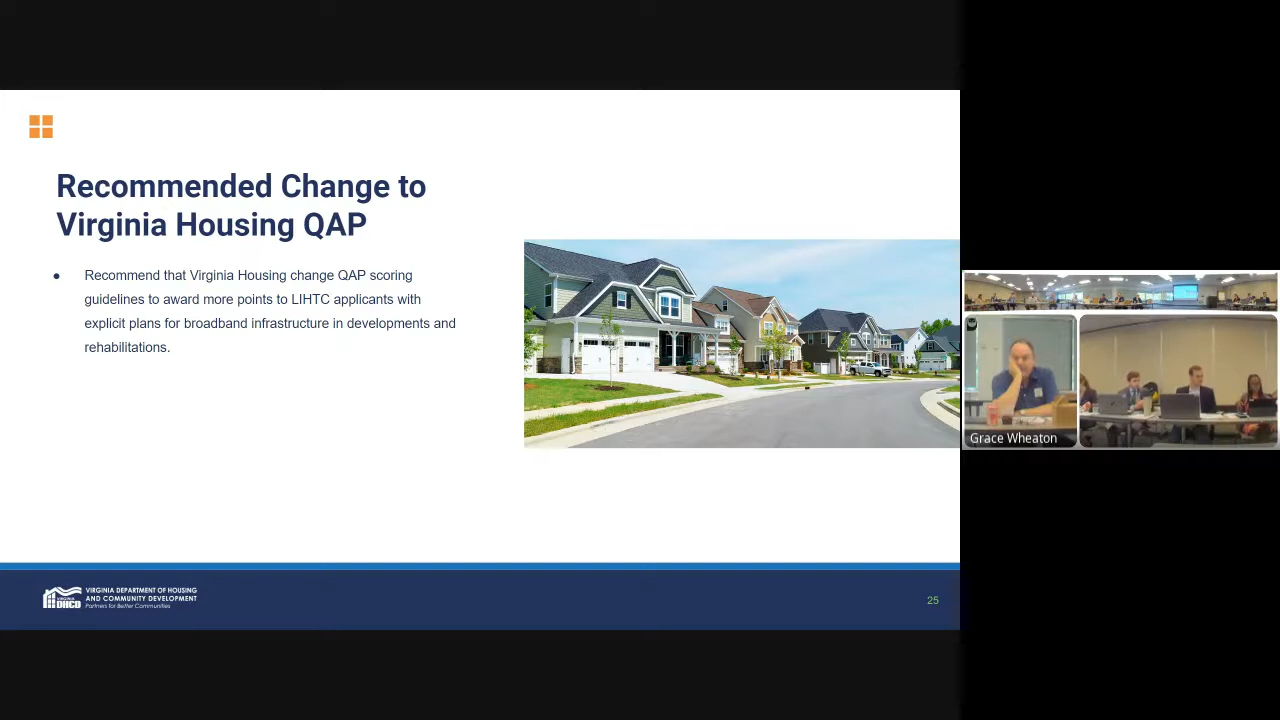 Recommended Change to
Virginia Housing QAP
● Recommend that Virginia Housing change QAP scoring
guidelines to award more points to LIHTC applicants with
explicit plans for broadband infrastructure in developments and
rehabilitations.
VIRGINIA
DHCD
VIRGINIA DEPARTMENT OF HOUSING
AND COMMUNITY DEVELOPMENT
Partners for Better Communities
25
Grace Wheaton